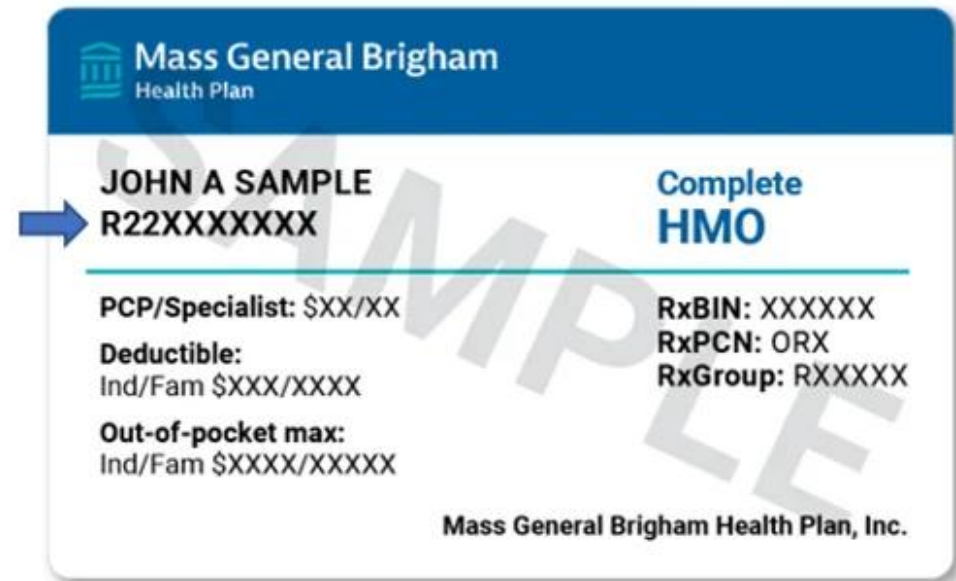 Mass General Brigham
Health Plan
JOHN A SAMPLE
R22XXXXXXX
Complete
HMO
PCP/Specialist: $XX/XX
Deductible:
Ind/Fam $XXX/XXXX
Out-of-pocket max:
Ind/Fam $XXXX/XXXXX
RxBIN: XXXXXX
RxPCN: ORX
RxGroup: RXXXXX
Mass General Brigham Health Plan, Inc.
SAMPLE